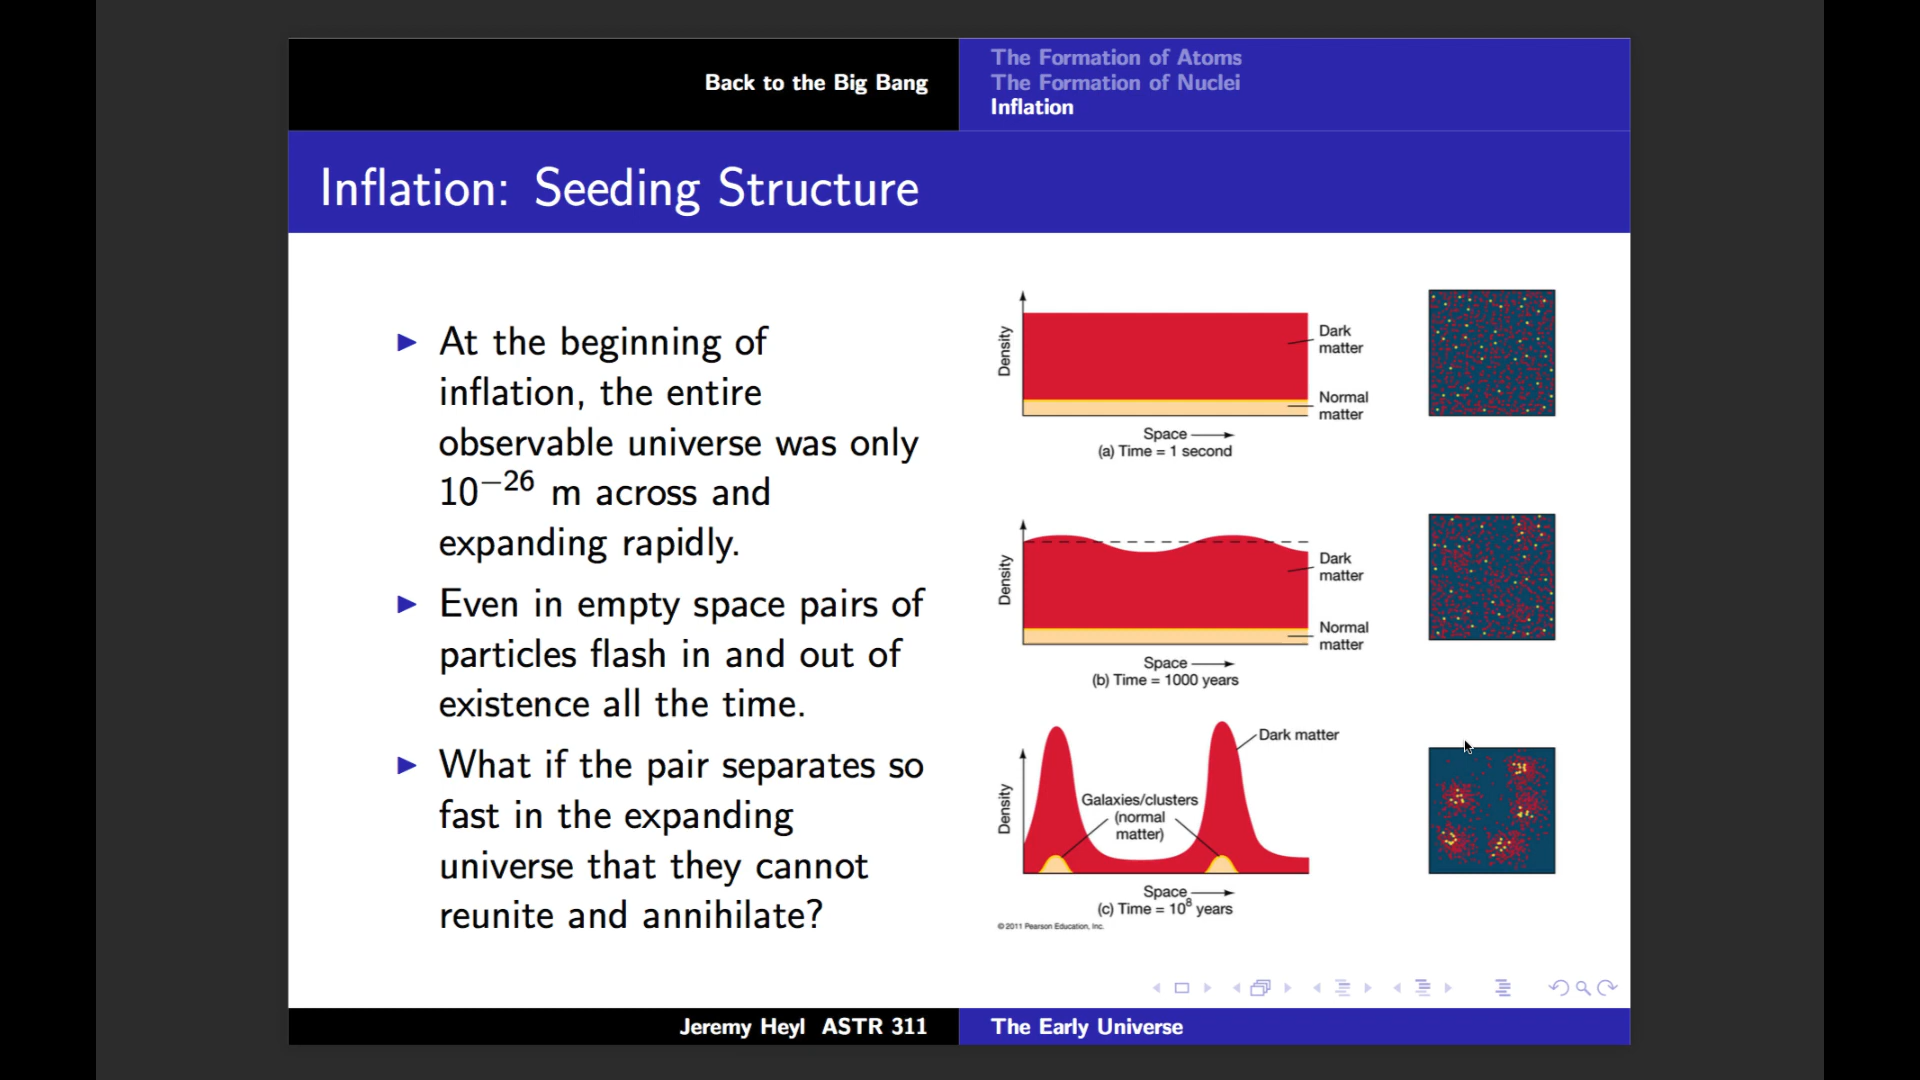 Back to the Big Bang
The Formation of Atoms
The Formation of Nuclei
Inflation
Inflation: Seeding Structure
At the beginning of
inflation, the entire
observable universe was only
10⁻²⁶ m across and
expanding rapidly.
Even in empty space pairs of
particles flash in and out of
existence all the time.
What if the pair separates so
fast in the expanding
universe that they cannot
reunite and annihilate?
Density
Dark
matter
Normal
matter
Space
(a) Time = 1 second
Density
Dark
matter
Normal
matter
Space
(b) Time = 1000 years
Density
Dark matter
Galaxies/clusters
(normal
matter)
Space
(c) Time = 10⁸ years
© 2011 Pearson Education, Inc.
Jeremy Heyl ASTR 311
The Early Universe